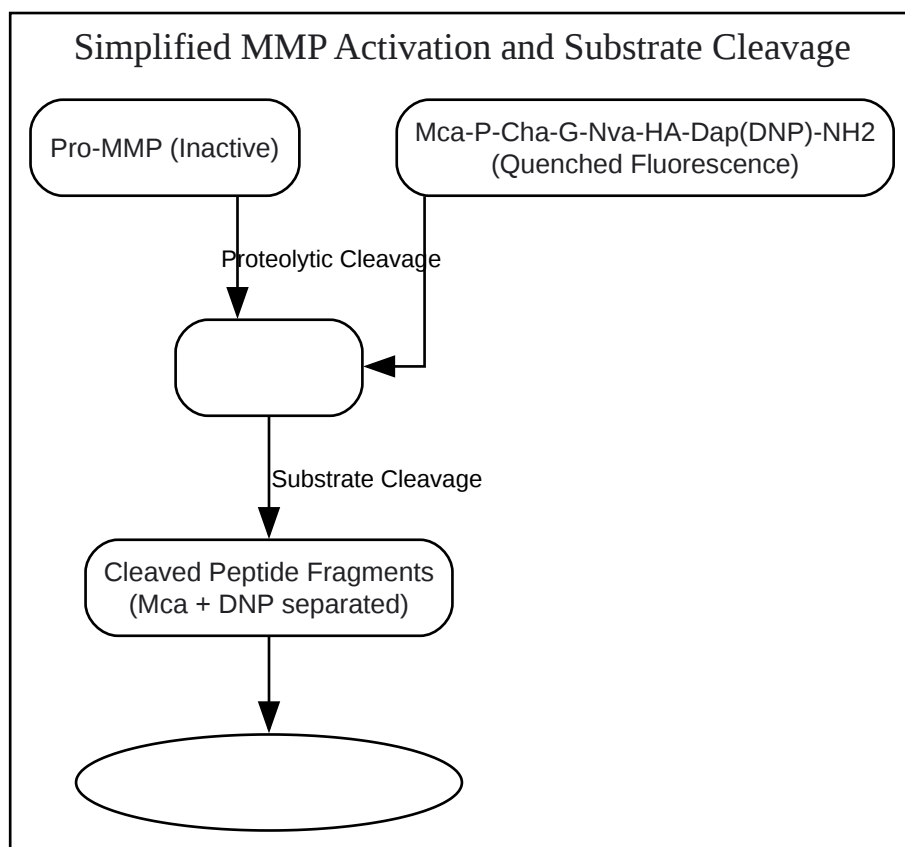 Simplified MMP Activation and Substrate Cleavage
Pro-MMP (Inactive)
Mca-P-Cha-G-Nva-HA-Dap(DNP)-NH2
(Quenched Fluorescence)
Proteolytic Cleavage
Substrate Cleavage
Cleaved Peptide Fragments
(Mca + DNP separated)